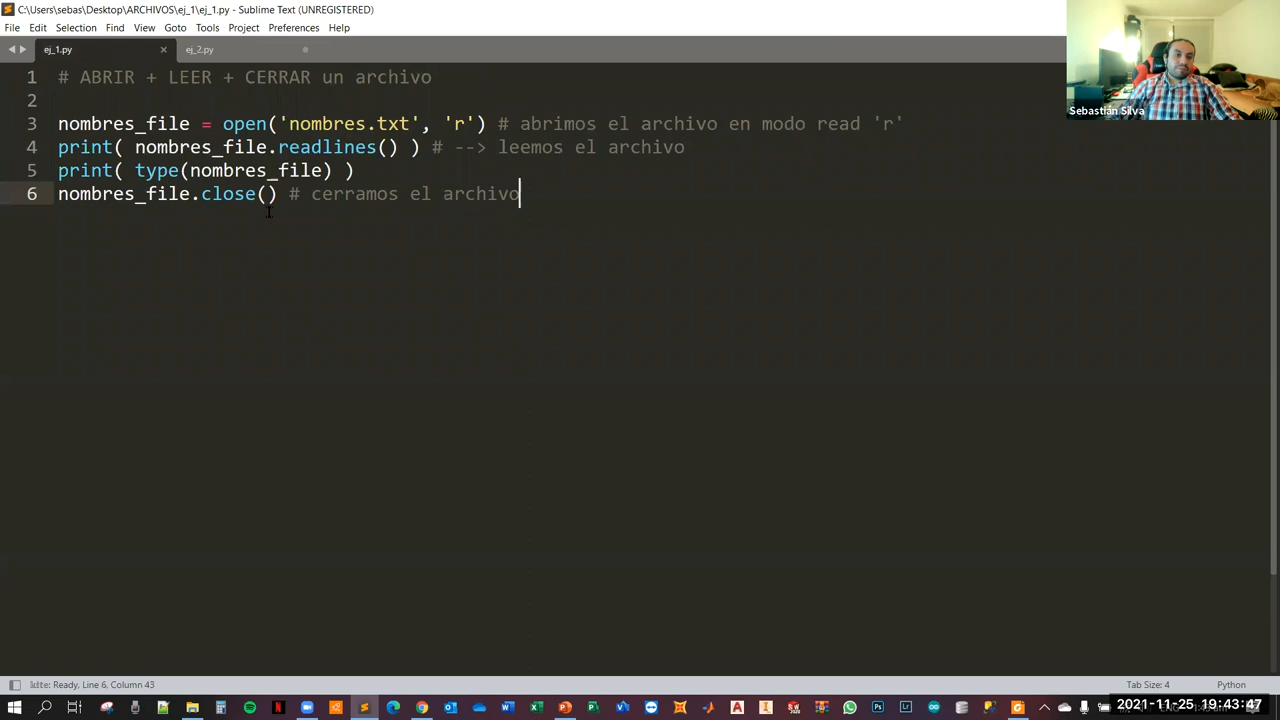 C:\Users\sebas\Desktop\ARCHIVOS\ej_1\ej_1.py - Sublime Text (UNREGISTERED)
File Edit Selection Find View Goto Tools Project Preferences Help
ej_1.py ej_2.py
1 # ABRIR + LEER + CERRAR un archivo
2
3 nombres_file = open('nombres.txt', 'r') # abrimos el archivo en modo read 'r'
4 print( nombres_file.readlines() ) # --> leemos el archivo
5 print( type(nombres_file) )
6 nombres_file.close() # cerramos el archivo
Sebastián Silva
Ready, Line 6, Column 43
Tab Size: 4 Python
2021-11-25 19:43:47